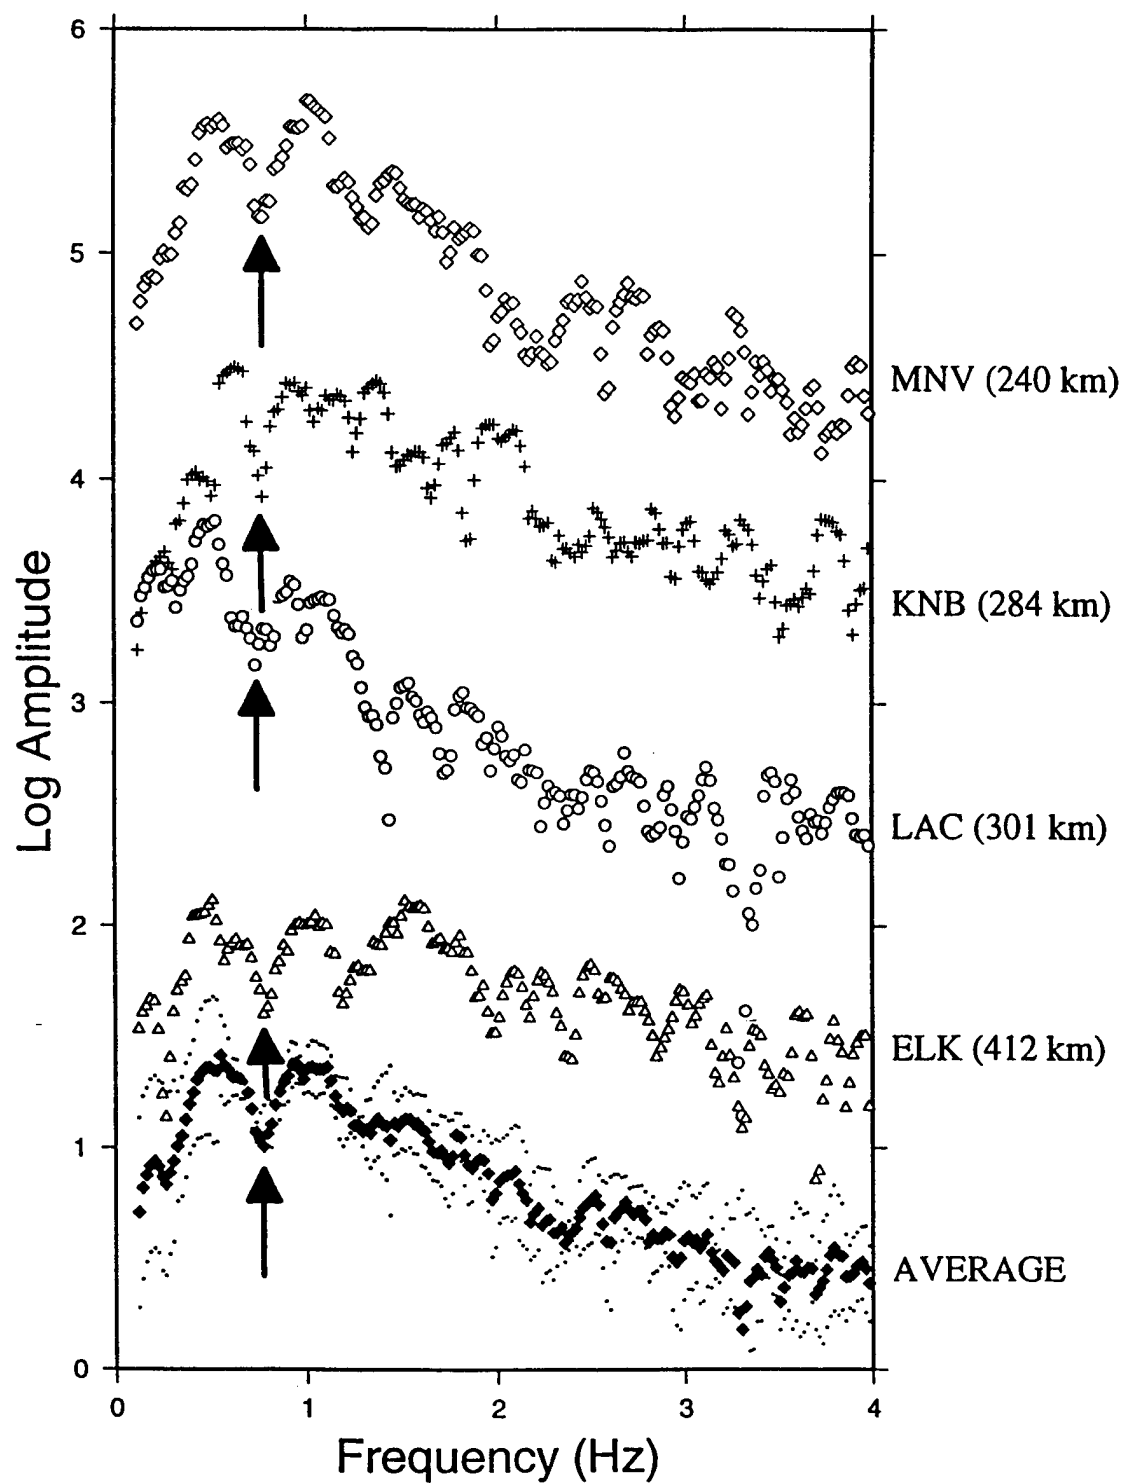 6
5
4
3
2
1
0
0 1 2 3 4
Log Amplitude
Frequency (Hz)
MNV (240 km)
KNB (284 km)
LAC (301 km)
ELK (412 km)
AVERAGE